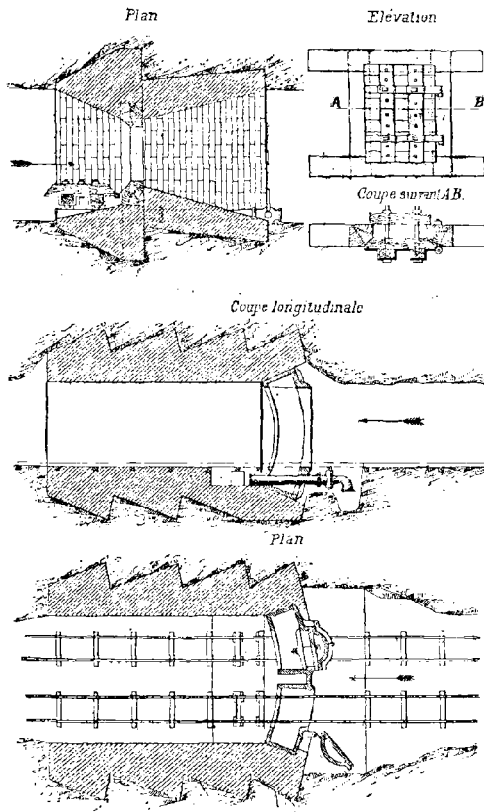 Plan
Elévation
A
B
Coupe suivant AB.
Coupe longitudinale
Plan